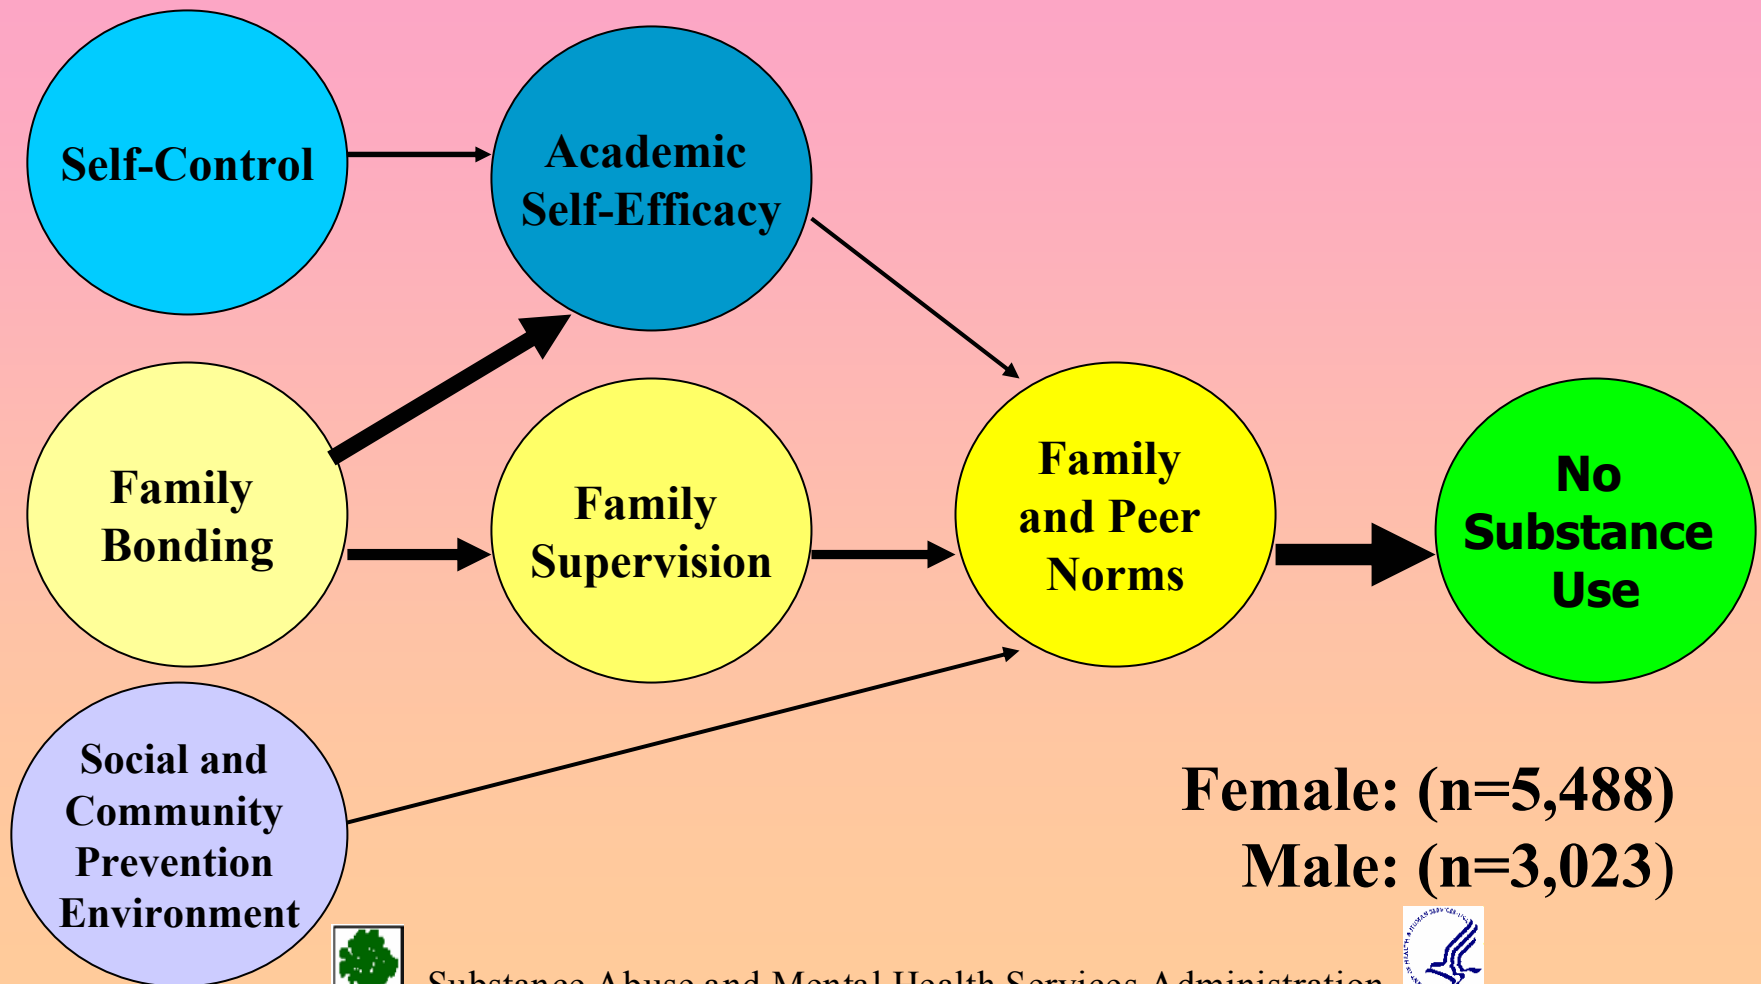 Self-Control
Academic
Self-Efficacy
Family
Bonding
Family
Supervision
Family
and Peer
Norms
No
Substance
Use
Social and
Community
Prevention
Environment
Female: (n=5,488)
Male: (n=3,023)
Substance Abuse and Mental Health Services Administration